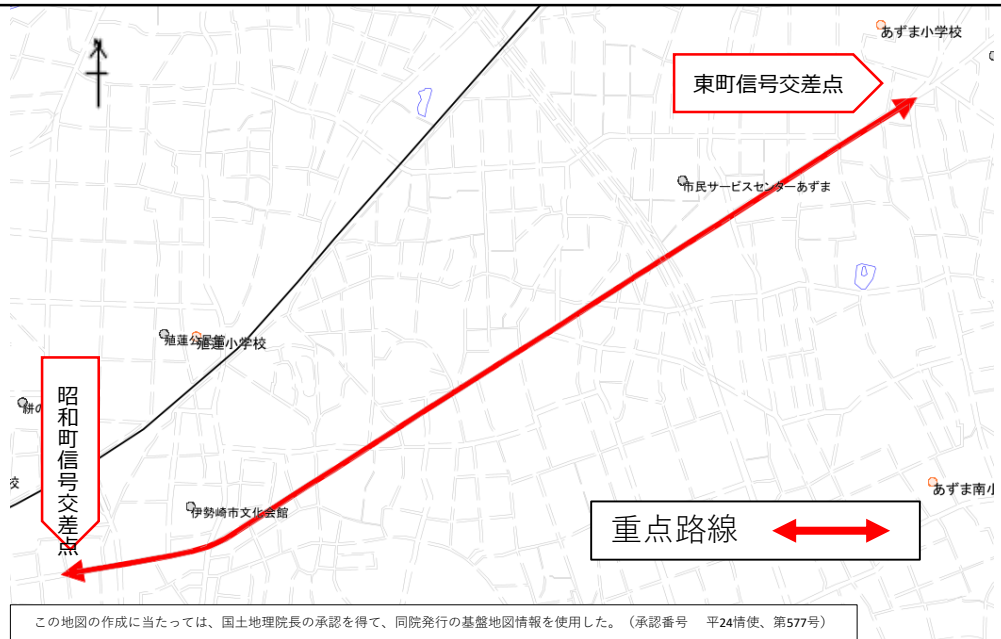 あずま小学校
東町信号交差点
市民サービスセンターあずま
殖蓮小学校
昭和町信号交差点
校
伊勢崎市文化会館
あずま南小
重点路線
この地図の作成に当たっては、国土地理院長の承認を得て、同院発行の基盤地図情報を使用した。（承認番号　平24情使、第577号）